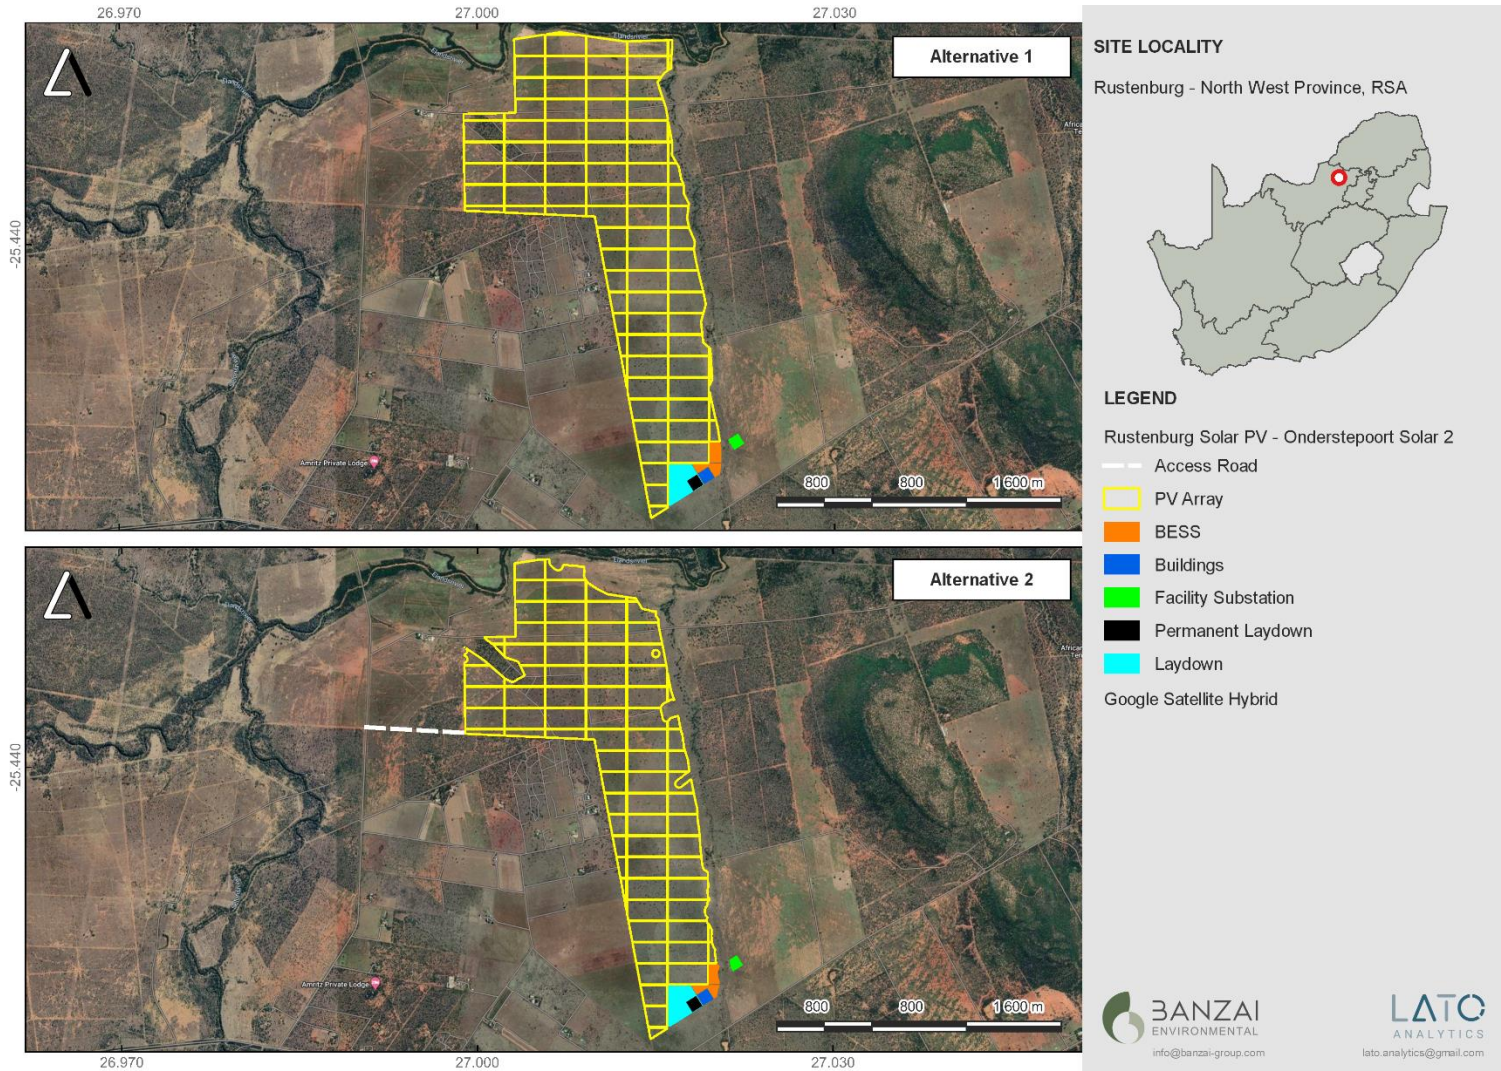 26.970
27.000
27.030
Alternative 1
Elandsrivier
-25.440
Amritz Private Lodge
800
800
1 600 m
Alternative 2
Elandsrivier
-25.440
Amritz Private Lodge
800
800
1 600 m
26.970
27.000
27.030
SITE LOCALITY
Rustenburg - North West Province, RSA
LEGEND
Rustenburg Solar PV - Onderstepoort Solar 2
Access Road
PV Array
BESS
Buildings
Facility Substation
Permanent Laydown
Laydown
Google Satellite Hybrid
BANZAI
ENVIRONMENTAL
info@banzai-group.com
LATO
ANALYTICS
lato.analytics@gmail.com